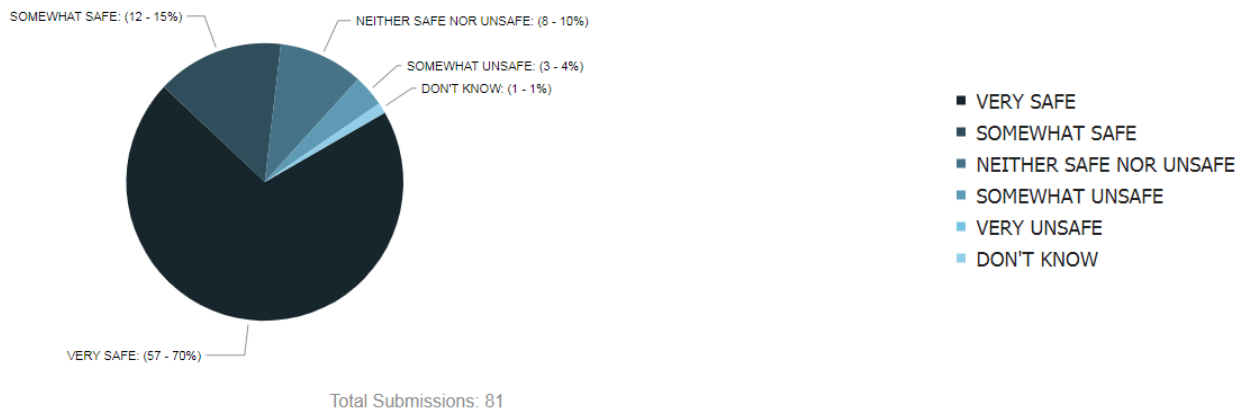 SOMEWHAT SAFE: (12 - 15%)
NEITHER SAFE NOR UNSAFE: (8 - 10%)
SOMEWHAT UNSAFE: (3 - 4%)
DON'T KNOW: (1 - 1%)
VERY SAFE: (57 - 70%)
Total Submissions: 81
VERY SAFE
SOMEWHAT SAFE
NEITHER SAFE NOR UNSAFE
SOMEWHAT UNSAFE
VERY UNSAFE
DON'T KNOW